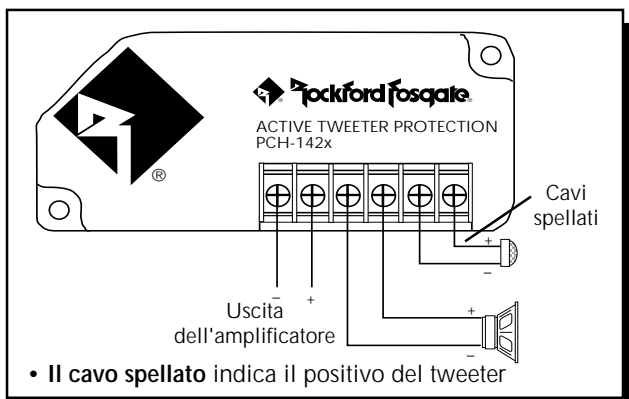 Rockford Fosgate®
ACTIVE TWEETER PROTECTION
PCH-142x
®
Cavi
spellati
+
–
– +
Uscita
dell'amplificatore
+
–
• Il cavo spellato indica il positivo del tweeter